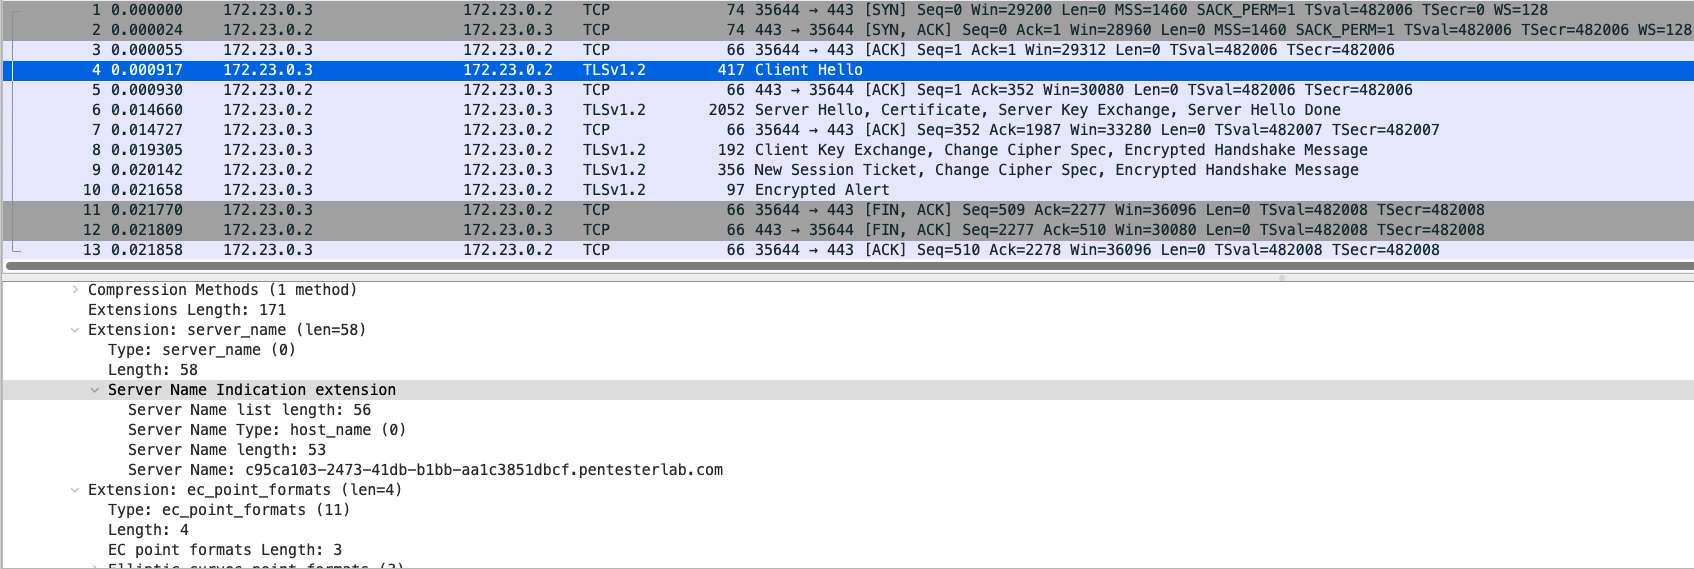 1 0.000000 172.23.0.3 172.23.0.2 TCP 74 35644 → 443 [SYN] Seq=0 Win=29200 Len=0 MSS=1460 SACK_PERM=1 TSval=482006 TSecr=0 WS=128
2 0.000024 172.23.0.2 172.23.0.3 TCP 74 443 → 35644 [SYN, ACK] Seq=0 Ack=1 Win=28960 Len=0 MSS=1460 SACK_PERM=1 TSval=482006 TSecr=482006 WS=128
3 0.000055 172.23.0.3 172.23.0.2 TCP 66 35644 → 443 [ACK] Seq=1 Ack=1 Win=29312 Len=0 TSval=482006 TSecr=482006
4 0.000917 172.23.0.3 172.23.0.2 TLSv1.2 417 Client Hello
5 0.000930 172.23.0.2 172.23.0.3 TCP 66 443 → 35644 [ACK] Seq=1 Ack=352 Win=30080 Len=0 TSval=482006 TSecr=482006
6 0.014660 172.23.0.2 172.23.0.3 TLSv1.2 2052 Server Hello, Certificate, Server Key Exchange, Server Hello Done
7 0.014727 172.23.0.3 172.23.0.2 TCP 66 35644 → 443 [ACK] Seq=352 Ack=1987 Win=33280 Len=0 TSval=482007 TSecr=482007
8 0.019305 172.23.0.3 172.23.0.2 TLSv1.2 192 Client Key Exchange, Change Cipher Spec, Encrypted Handshake Message
9 0.020142 172.23.0.2 172.23.0.3 TLSv1.2 356 New Session Ticket, Change Cipher Spec, Encrypted Handshake Message
10 0.021658 172.23.0.3 172.23.0.2 TLSv1.2 97 Encrypted Alert
11 0.021770 172.23.0.3 172.23.0.2 TCP 66 35644 → 443 [FIN, ACK] Seq=509 Ack=2277 Win=36096 Len=0 TSval=482008 TSecr=482008
12 0.021809 172.23.0.2 172.23.0.3 TCP 66 443 → 35644 [FIN, ACK] Seq=2277 Ack=510 Win=30080 Len=0 TSval=482008 TSecr=482008
13 0.021858 172.23.0.3 172.23.0.2 TCP 66 35644 → 443 [ACK] Seq=510 Ack=2278 Win=36096 Len=0 TSval=482008 TSecr=482008
Compression Methods (1 method)
Extensions Length: 171
Extension: server_name (len=58)
Type: server_name (0)
Length: 58
Server Name Indication extension
Server Name list length: 56
Server Name Type: host_name (0)
Server Name length: 53
Server Name: c95ca103-2473-41db-b1bb-aa1c3851dbcf.pentesterlab.com
Extension: ec_point_formats (len=4)
Type: ec_point_formats (11)
Length: 4
EC point formats Length: 3
Elliptic curves point formats (3)